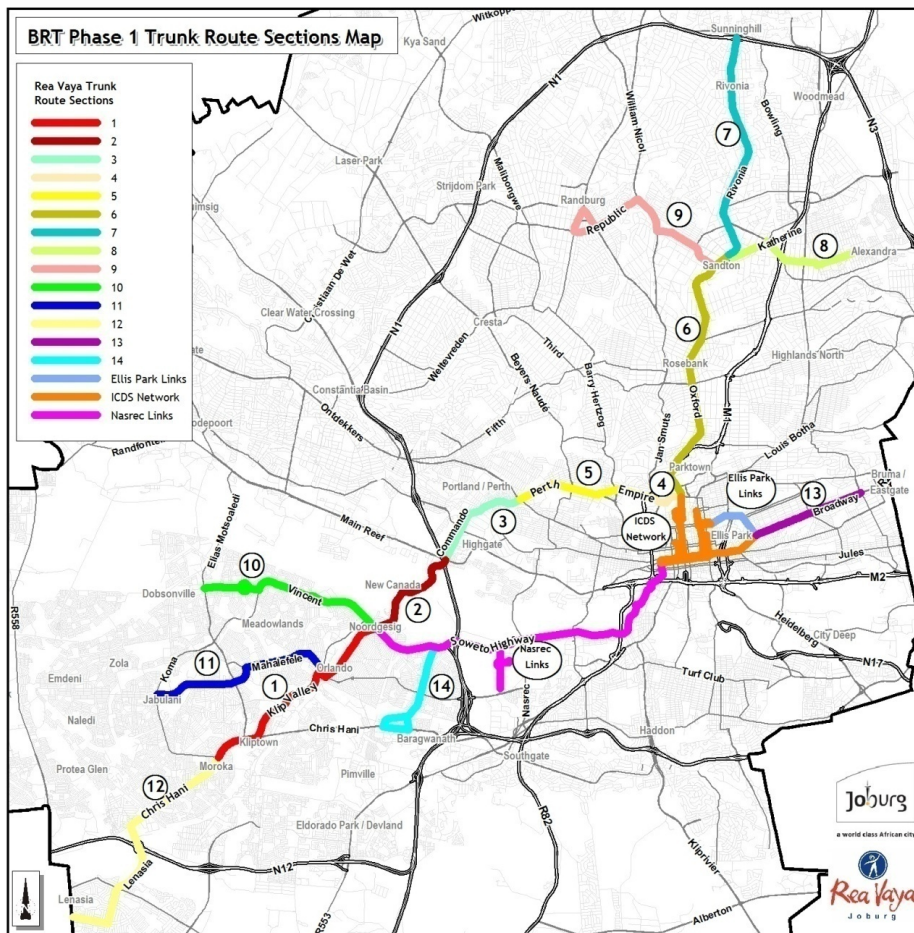 BRT Phase 1 Trunk Route Sections Map
Rea Vaya Trunk
Route Sections
1
2
3
4
5
6
7
8
9
10
11
12
13
14
Ellis Park Links
ICDS Network
Nasrec Links
Witkoppe
Kya Sand
Sunninghill
N1
Rivonia
Woodmead
William Nicol
Bowling
N3
7
Laser Park
Malibongwe
Strijdom Park
Rivonia
Randburg
Republic
9
Katherine
8
Alexandra
Sandton
Christiaan De Wet
Clear Water Crossing
N1
Cresta
6
Weltevreden
Third
Rosebank
Highlands North
Constantia Basin
Beyers Naudé
Barry Hertzog
Oxford
M1
Ontdekkers
Fifth
Jan Smuts
Louis Botha
Randfonte
Parktown
Elias Motsoaledi
Portland / Perth
Perth
5
Empire
4
Ellis Park
Links
13
Bruma /
Eastgate
Broadway
Main Reef
Commando
3
ICDS
Network
Ellis Park
Highgate
Jules
10
New Canada
M2
Dobsonville
Vincent
2
R558
Meadowlands
Noordgesig
Heidelberg
City Deep
Soweto Highway
Zola
Koma
11
Mahalefele
Orlando
Nasrec
Links
N17
Emdeni
1
Klip Valley
14
Turf Club
Jabulani
Nasrec
Naledi
Chris Hani
Baragwanath
Haddon
Kliptown
Southgate
Protea Glen
Moroka
Pimville
12
Chris Hani
R82
Joburg
a world class African city
Eldorado Park / Devland
Kliprivier
N12
Lenasia
Lenasia
Rea Vaya
Joburg
R553
Alberton